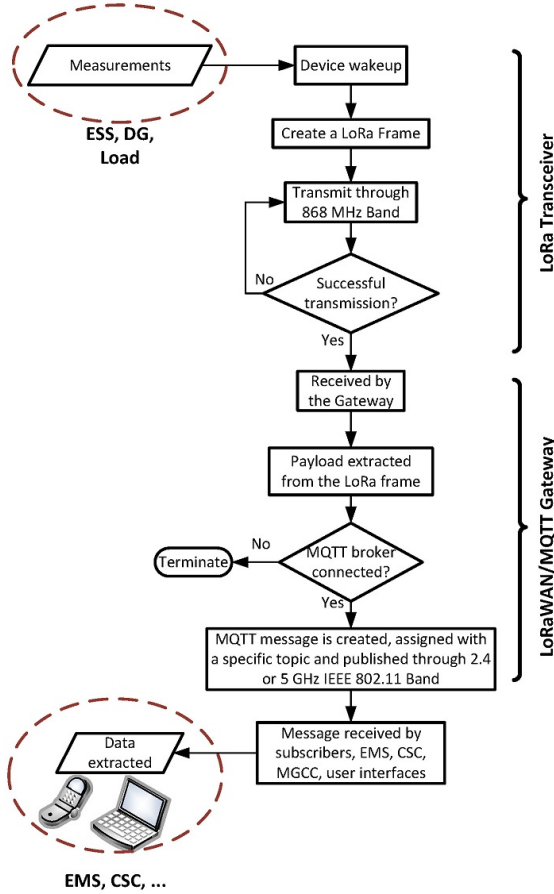 Measurements
Device wakeup
ESS, DG,
Load
Create a LoRa Frame
Transmit through
868 MHz Band
No
Successful
transmission?
Yes
LoRa Transceiver
Received by
the Gateway
Payload extracted
from the LoRa frame
MQTT broker
connected?
No
Terminate
Yes
MQTT message is created, assigned with
a specific topic and published through 2.4
or 5 GHz IEEE 802.11 Band
LoRaWAN/MQTT Gateway
Message received by
subscribers, EMS, CSC,
MGCC, user interfaces
Data
extracted
EMS, CSC, ...